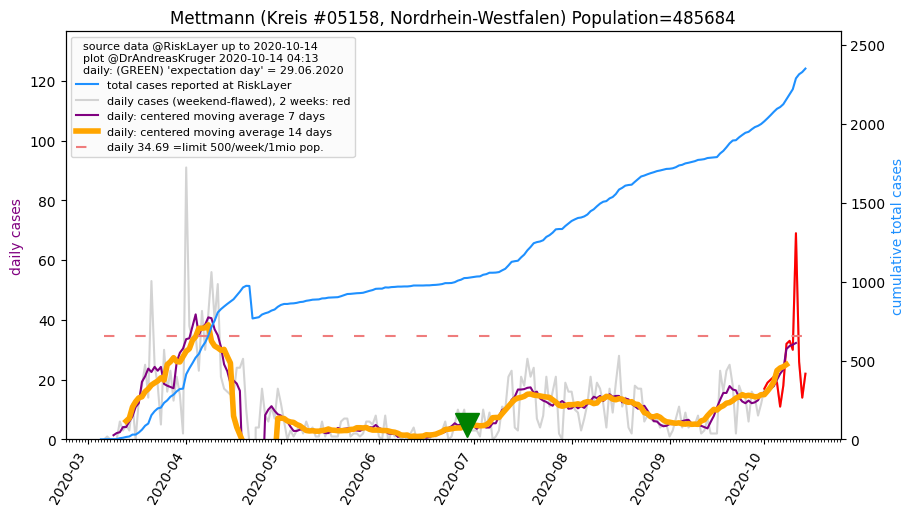 Mettmann (Kreis #05158, Nordrhein-Westfalen) Population=485684
source data @RiskLayer up to 2020-10-14
plot @DrAndreasKruger 2020-10-14 04:13
daily: (GREEN) 'expectation day' = 29.06.2020
total cases reported at RiskLayer
daily cases (weekend-flawed), 2 weeks: red
daily: centered moving average 7 days
daily: centered moving average 14 days
daily 34.69 =limit 500/week/1mio pop.
daily cases
120
100
80
60
40
20
0
2500
2000
1500
1000
500
0
cumulative total cases
2020-03
2020-04
2020-05
2020-06
2020-07
2020-08
2020-09
2020-10